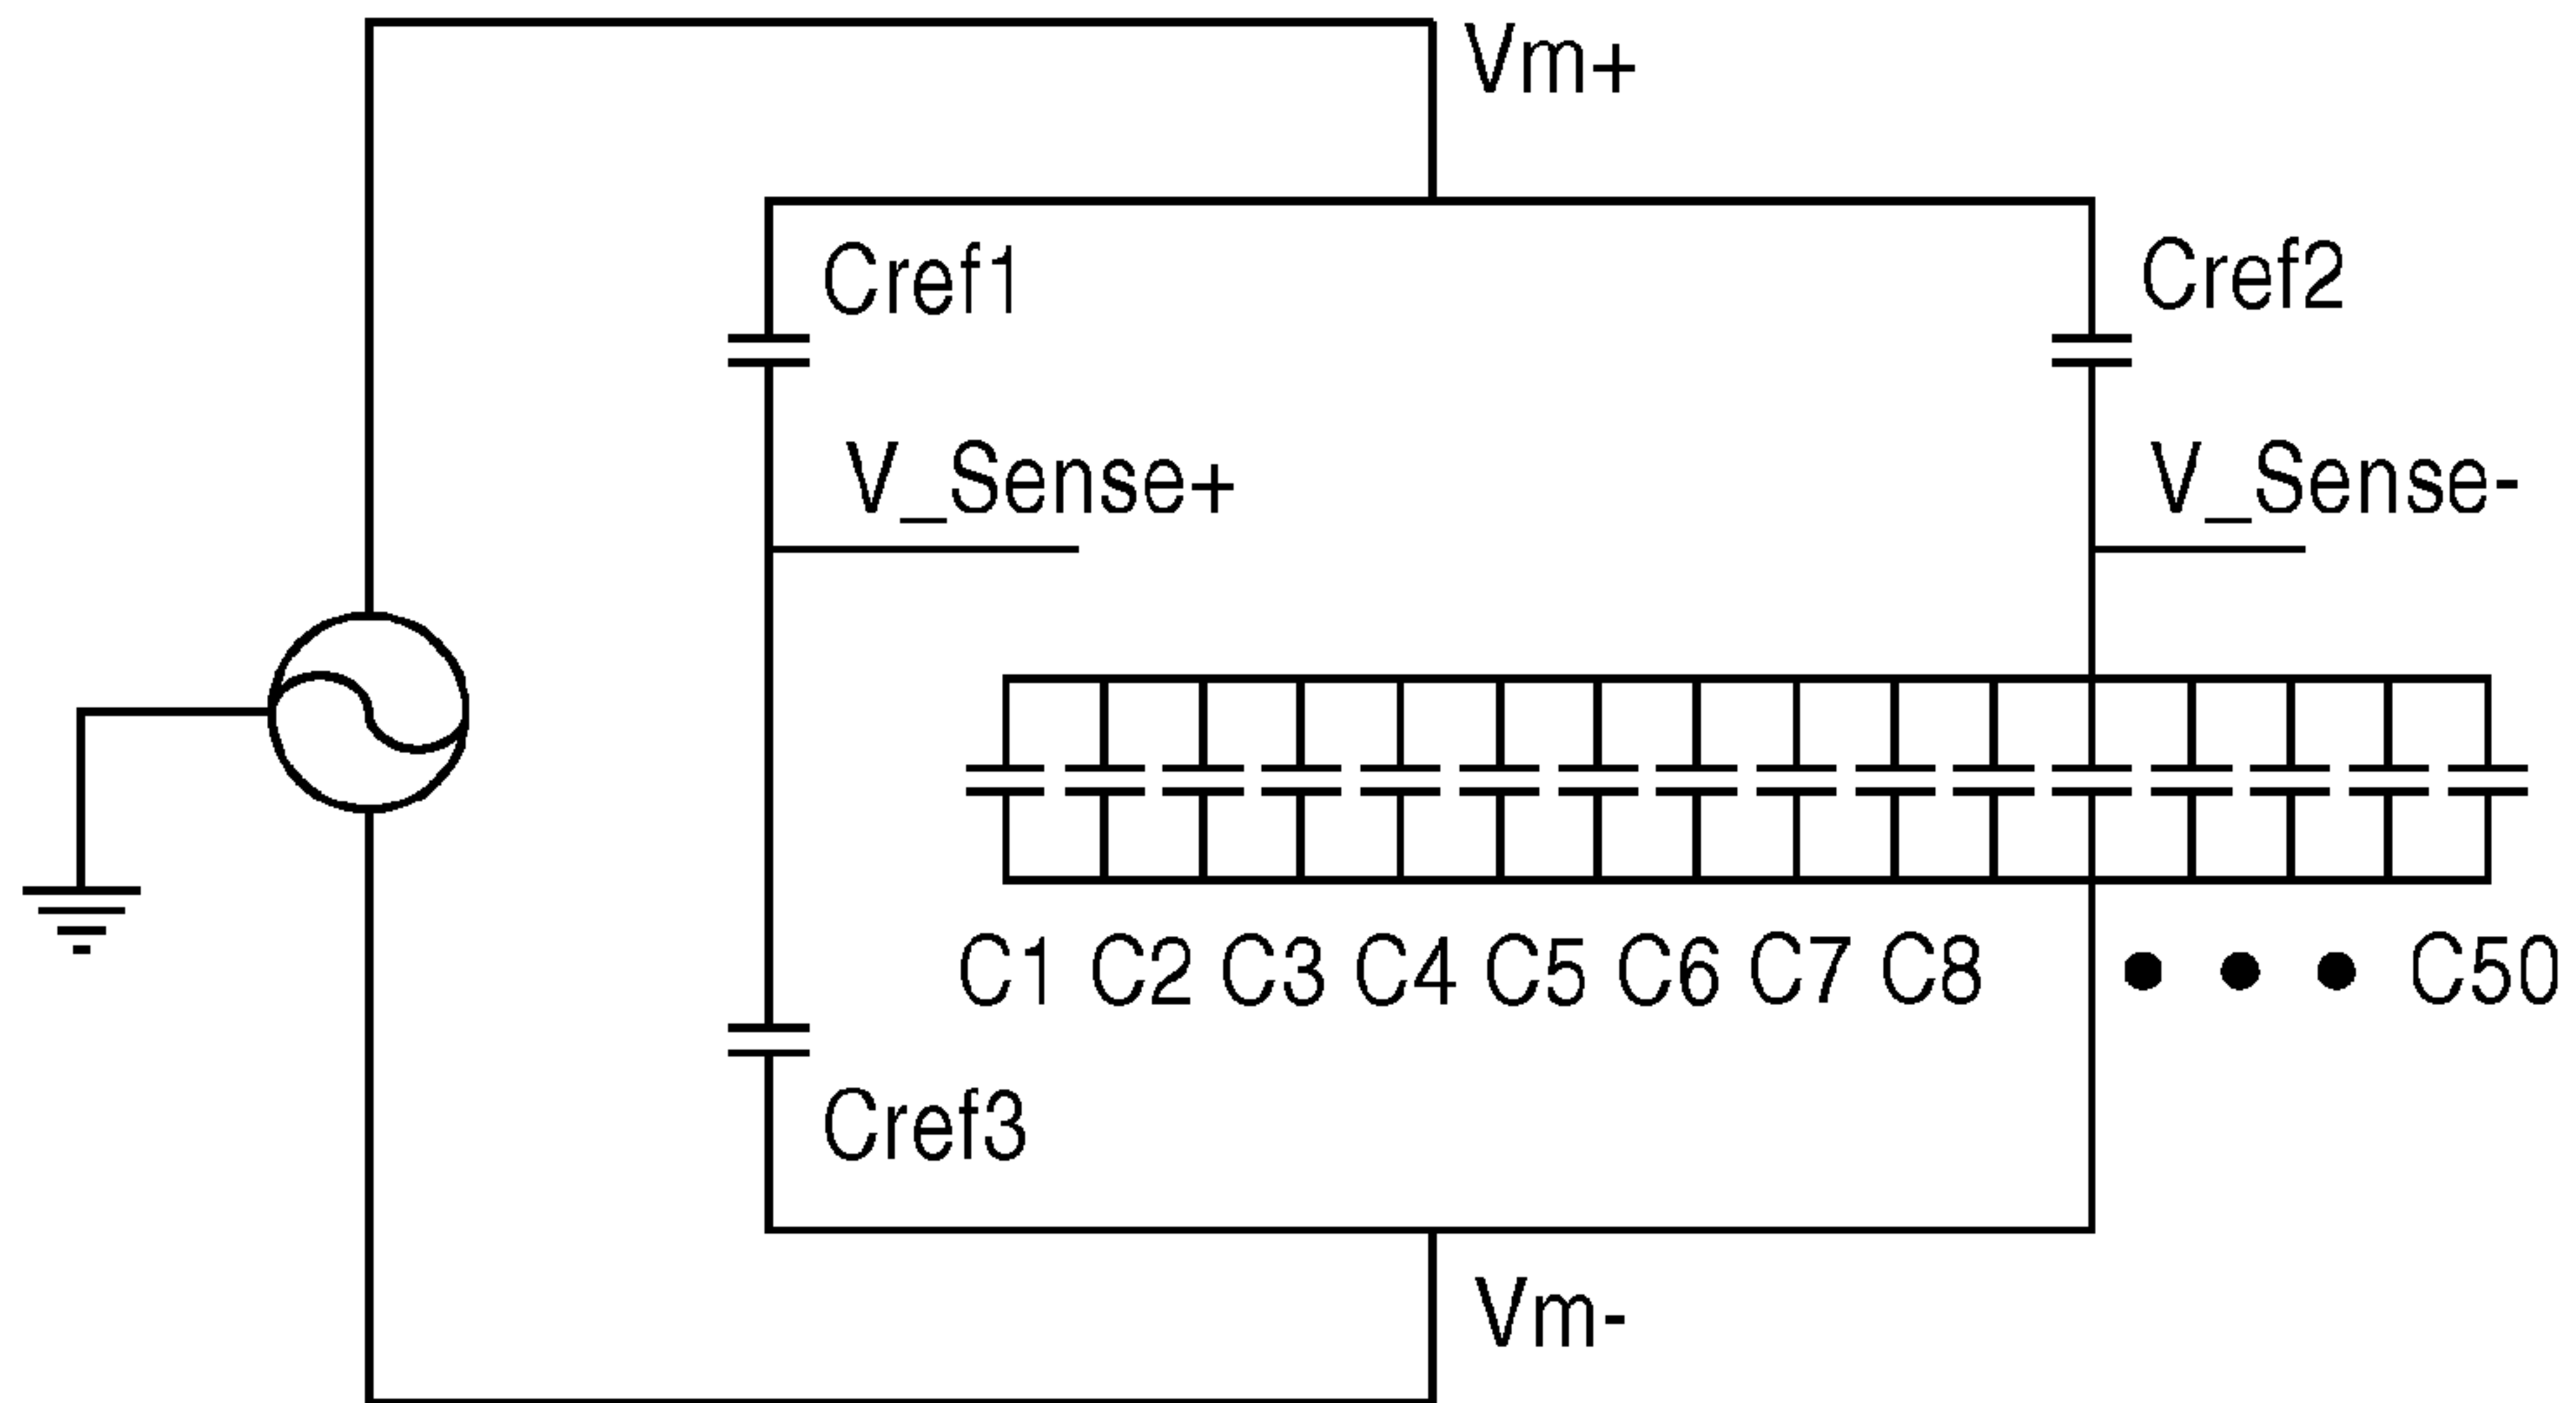 Vm+
Cref1
Cref2
V_Sense+
V_Sense-
C1 C2 C3 C4 C5 C6 C7 C8 ● ● ● C50
Cref3
Vm-